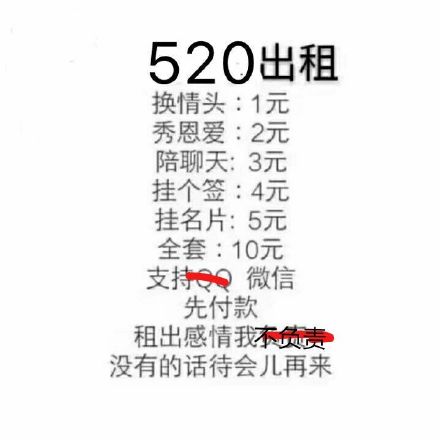 520出租
换情头：1元
秀恩爱：2元
陪聊天: 3元
挂个签：4元
挂名片: 5元
全套：10元
支持QQ 微信
先付款
租出感情我不负责
没有的话待会儿再来